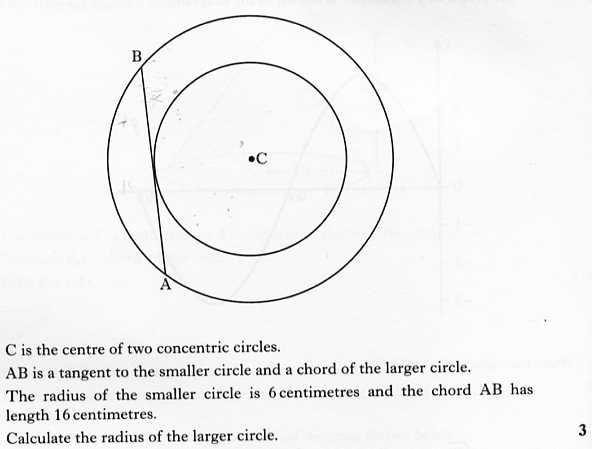 B
•C
A
C is the centre of two concentric circles.
AB is a tangent to the smaller circle and a chord of the larger circle.
The radius of the smaller circle is 6 centimetres and the chord AB has
length 16 centimetres.
Calculate the radius of the larger circle.
3